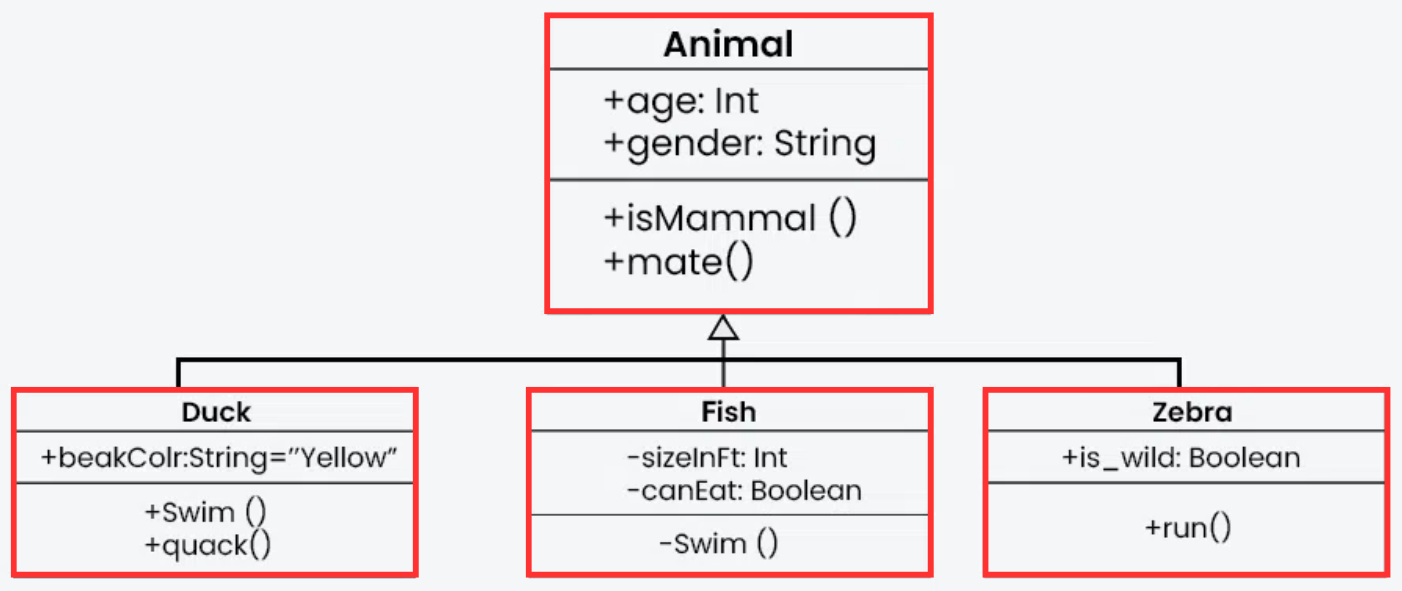 Animal
+age: Int
+gender: String
+isMammal ()
+mate()
Duck
+beakColr:String=”Yellow”
+Swim ()
+quack()
Fish
-sizeInFt: Int
-canEat: Boolean
-Swim ()
Zebra
+is_wild: Boolean
+run()